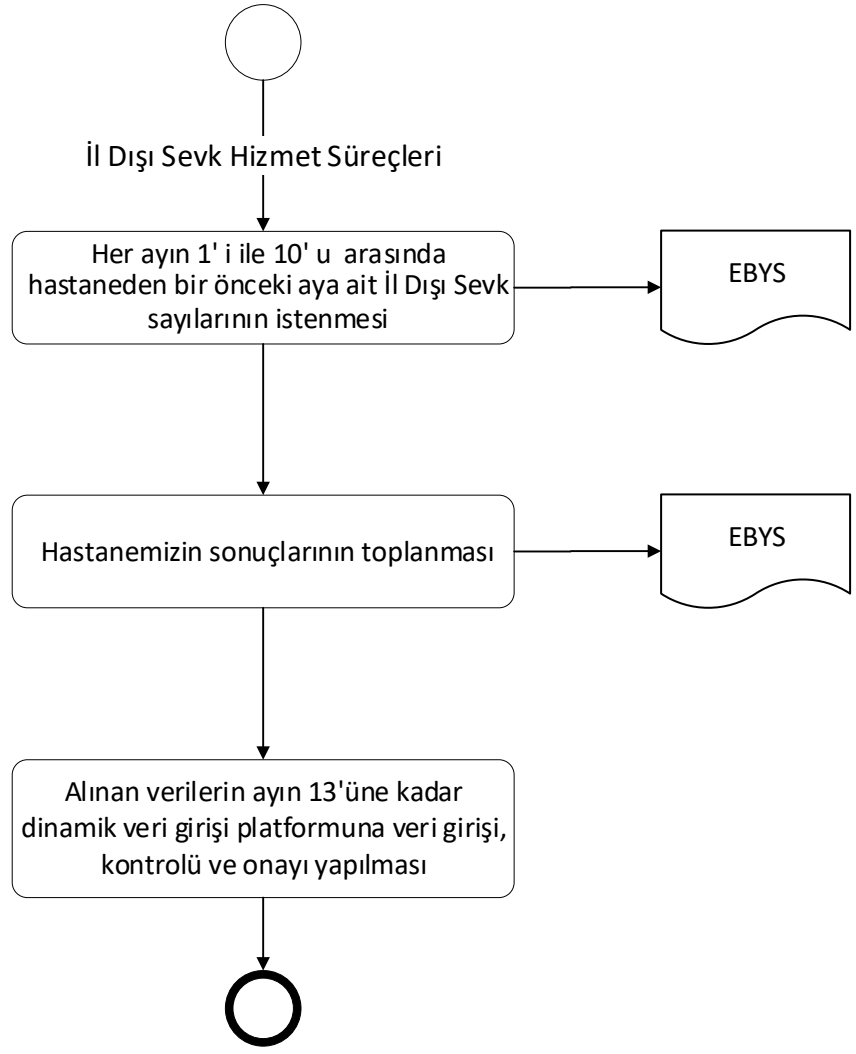 İl Dışı Sevk Hizmet Süreçleri
Her ayın 1' i ile 10' u arasında
hastaneden bir önceki aya ait İl Dışı Sevk
sayılarının istenmesi
EBYS
Hastanemizin sonuçlarının toplanması
EBYS
Alınan verilerin ayın 13'üne kadar
dinamik veri girişi platformuna veri girişi,
kontrolü ve onayı yapılması